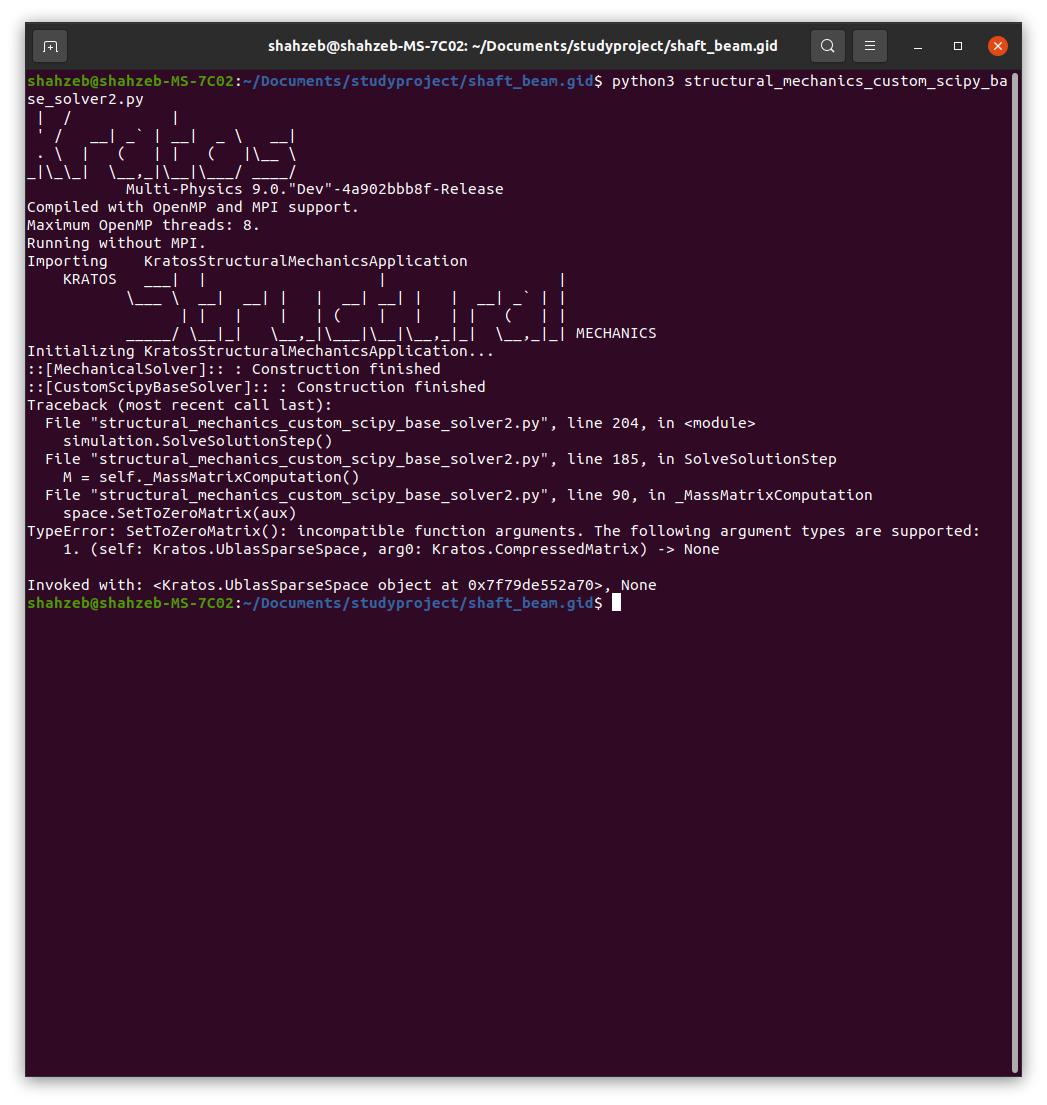 shahzeb@shahzeb-MS-7C02: ~/Documents/studyproject/shaft_beam.gid
shahzeb@shahzeb-MS-7C02:~/Documents/studyproject/shaft_beam.gid$ python3 structural_mechanics_custom_scipy_ba
se_solver2.py
 |  /           |
 ' /   __| _` | __|  _ \   __|
 . \  |   (   | |   (   |\__ \
_|\_\_|  \__,_|\__|\___/ ____/
           Multi-Physics 9.0."Dev"-4a902bbb8f-Release
Compiled with OpenMP and MPI support.
Maximum OpenMP threads: 8.
Running without MPI.
Importing    KratosStructuralMechanicsApplication
    KRATOS   ___|  |                   |                   |
           \___ \  __|  __| |   |  __| __| |   |  __| _` | |
                 | |   |    |   | (    |   |   | |   (   | |
           _____/ \__|_|   \__,_|\___|\__|\__,_|_|  \__,_|_| MECHANICS
Initializing KratosStructuralMechanicsApplication...
::[MechanicalSolver]:: : Construction finished
::[CustomScipyBaseSolver]:: : Construction finished
Traceback (most recent call last):
  File "structural_mechanics_custom_scipy_base_solver2.py", line 204, in <module>
    simulation.SolveSolutionStep()
  File "structural_mechanics_custom_scipy_base_solver2.py", line 185, in SolveSolutionStep
    M = self._MassMatrixComputation()
  File "structural_mechanics_custom_scipy_base_solver2.py", line 90, in _MassMatrixComputation
    space.SetToZeroMatrix(aux)
TypeError: SetToZeroMatrix(): incompatible function arguments. The following argument types are supported:
    1. (self: Kratos.UblasSparseSpace, arg0: Kratos.CompressedMatrix) -> None

Invoked with: <Kratos.UblasSparseSpace object at 0x7f79de552a70>, None
shahzeb@shahzeb-MS-7C02:~/Documents/studyproject/shaft_beam.gid$